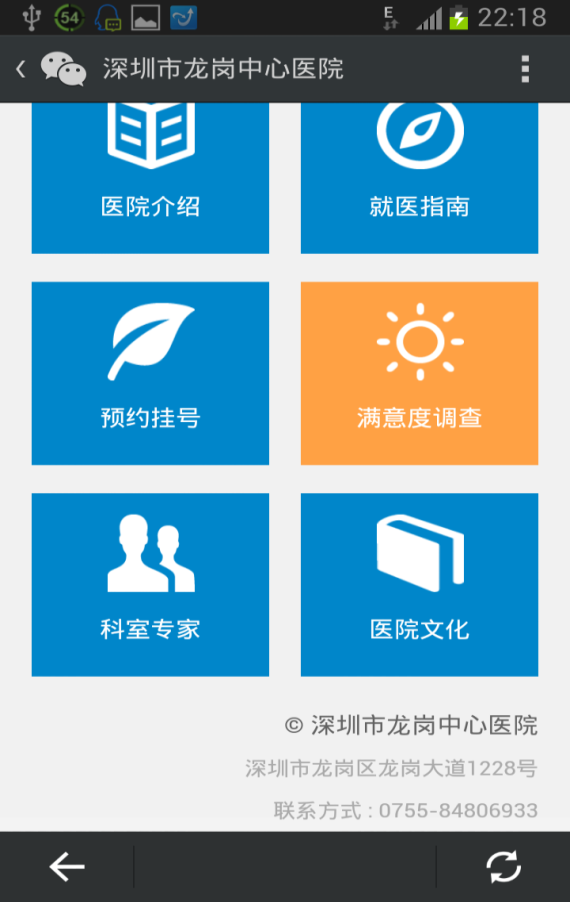 54
E
22:18
深圳市龙岗中心医院
医院介绍
就医指南
预约挂号
满意度调查
科室专家
医院文化
© 深圳市龙岗中心医院
深圳市龙岗区龙岗大道1228号
联系方式 : 0755-84806933